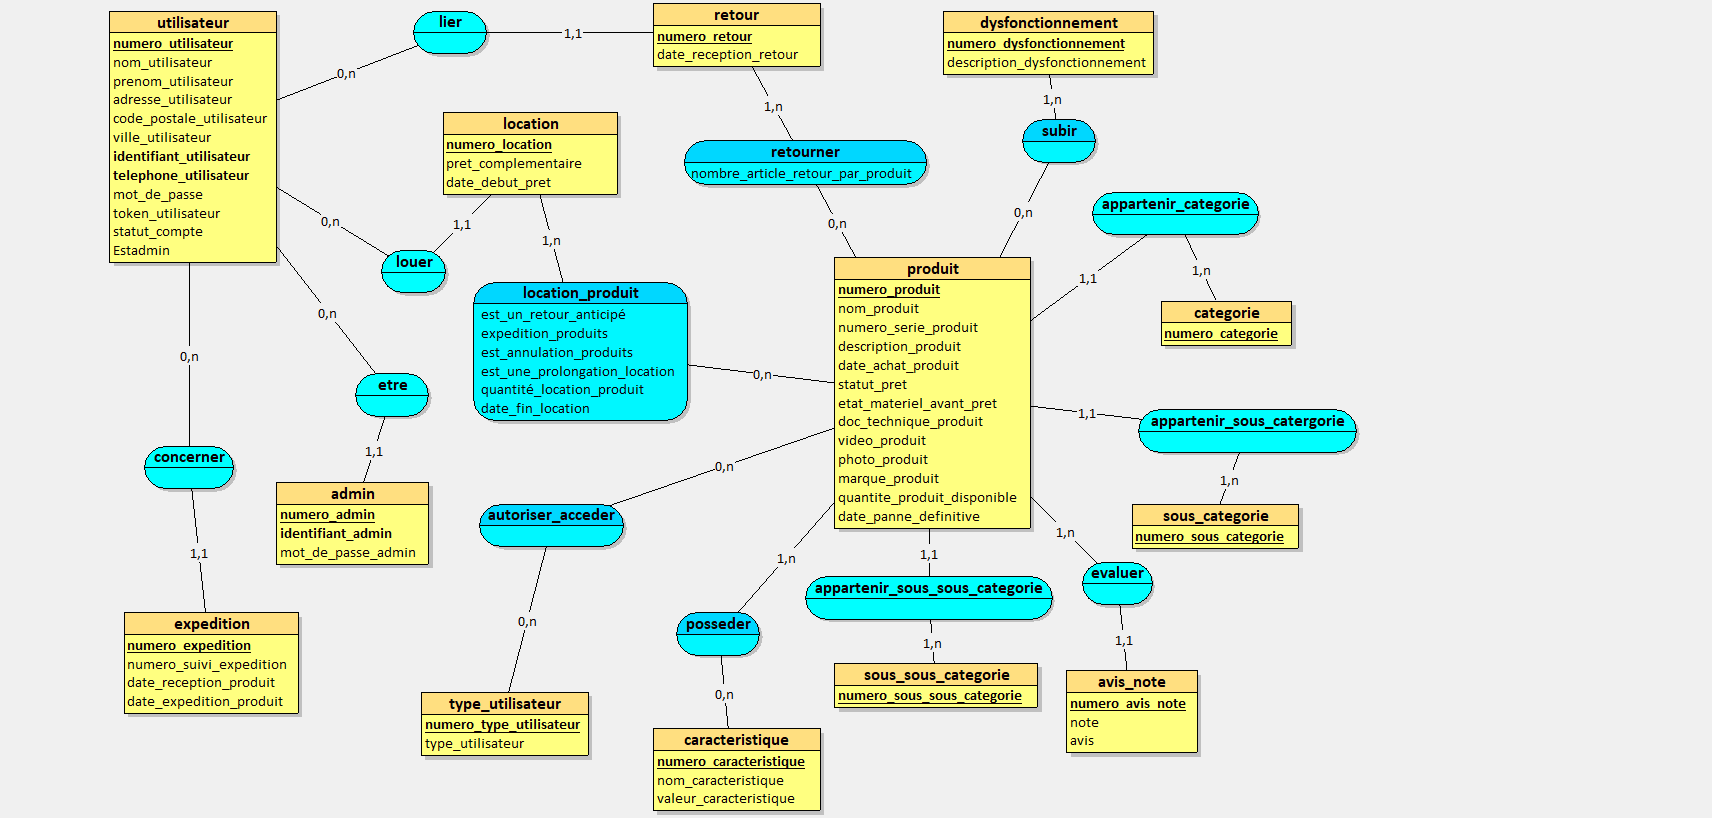 utilisateur
numero_utilisateur
nom_utilisateur
prenom_utilisateur
adresse_utilisateur
code_postale_utilisateur
ville_utilisateur
identifiant_utilisateur
telephone_utilisateur
mot_de_passe
token_utilisateur
statut_compte
Estadmin
lier
0,n
1,1
retour
numero_retour
date_reception_retour
1,n
retourner
nombre_article_retour_par_produit
0,n
dysfonctionnement
numero_dysfonctionnement
description_dysfonctionnement
1,n
subir
0,n
location
numero_location
pret_complementaire
date_debut_pret
1,1
0,n
louer
1,n
location_produit
est_un_retour_anticipé
expedition_produits
est_annulation_produits
est_une_prolongation_location
quantité_location_produit
date_fin_location
0,n
produit
numero_produit
nom_produit
numero_serie_produit
description_produit
date_achat_produit
statut_pret
etat_materiel_avant_pret
doc_technique_produit
video_produit
photo_produit
marque_produit
quantite_produit_disponible
date_panne_definitive
appartenir_categorie
1,1
1,n
categorie
numero_categorie
1,1
appartenir_sous_catergorie
1,n
sous_categorie
numero_sous_categorie
0,n
etre
1,1
admin
numero_admin
identifiant_admin
mot_de_passe_admin
0,n
concerner
1,1
expedition
numero_expedition
numero_suivi_expedition
date_reception_produit
date_expedition_produit
0,n
autoriser_acceder
0,n
type_utilisateur
numero_type_utilisateur
type_utilisateur
1,n
posseder
0,n
caracteristique
numero_caracteristique
nom_caracteristique
valeur_caracteristique
1,1
appartenir_sous_sous_categorie
1,n
sous_sous_categorie
numero_sous_sous_categorie
1,n
evaluer
1,1
avis_note
numero_avis_note
note
avis